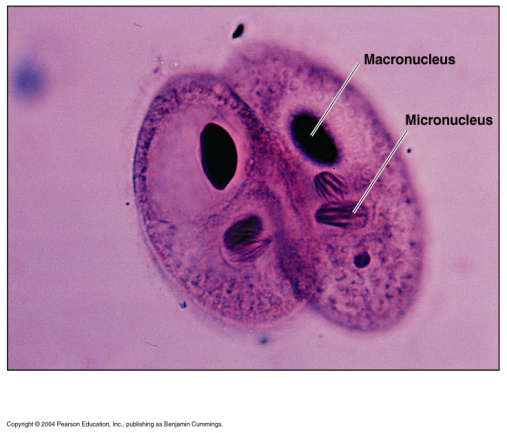 Macronucleus
Micronucleus
Copyright © 2004 Pearson Education, Inc., publishing as Benjamin Cummings.